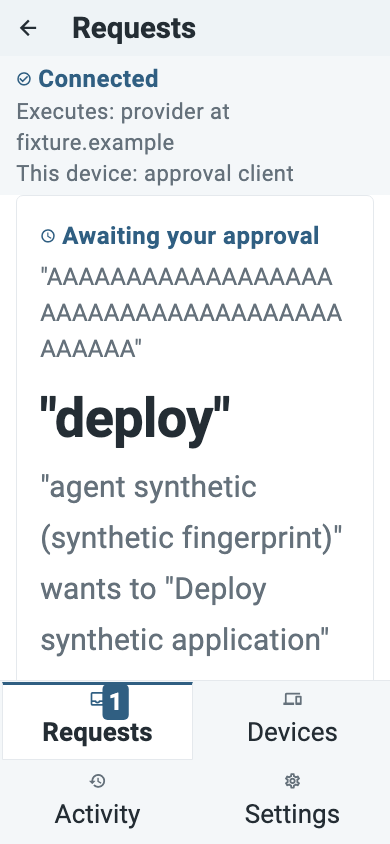 Requests
Connected
Executes: provider at
fixture.example
This device: approval client
Awaiting your approval
"AAAAAAAAAAAAAAAAAA
AAAAAAAAAAAAAAAAAAA
AAAAAA"
"deploy"
"agent synthetic
(synthetic fingerprint)"
wants to "Deploy
synthetic application"
1
Requests
Devices
Activity
Settings